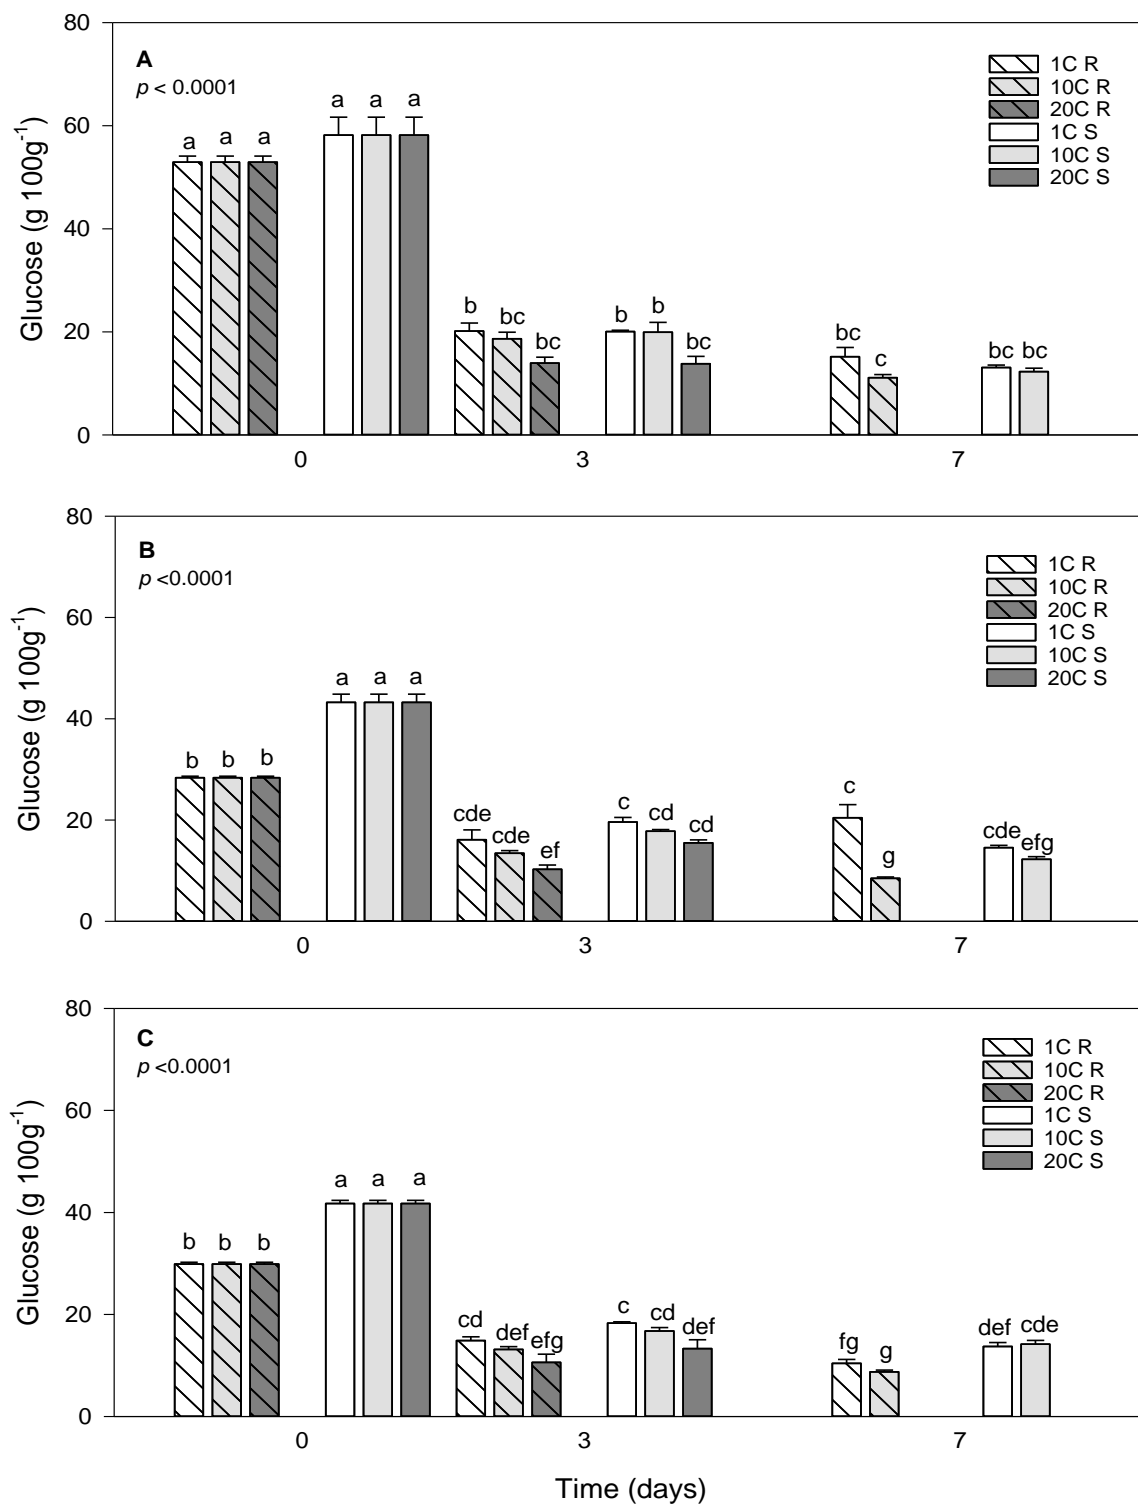 80
A
p < 0.0001
1C R
10C R
20C R
1C S
10C S
20C S
60
40
20
0
Glucose (g 100g-1)
a a a a a a
b bc bc b b bc
bc c bc bc
0 3 7
80
B
p <0.0001
1C R
10C R
20C R
1C S
10C S
20C S
60
40
20
0
Glucose (g 100g-1)
b b b a a a
cde cde ef c cd cd
c g cde efg
0 3 7
80
C
p <0.0001
1C R
10C R
20C R
1C S
10C S
20C S
60
40
20
0
Glucose (g 100g-1)
b b b a a a
cd def efg c cd def
fg g def cde
0 3 7
Time (days)